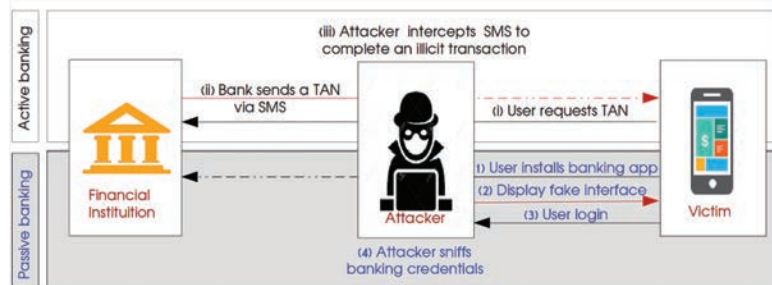 Active banking
(iii) Attacker intercepts SMS to
complete an illicit transaction
(ii) Bank sends a TAN
via SMS
(i) User requests TAN
Passive banking
Financial
Instituition
Attacker
Victim
1) User installs banking app
(2) Display fake interface
(3) User login
(4) Attacker sniffs
banking credentials
$